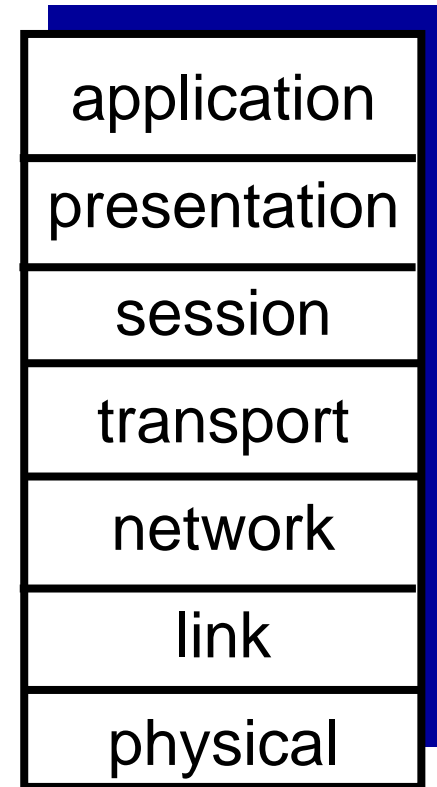 application
presentation
session
transport
network
link
physical